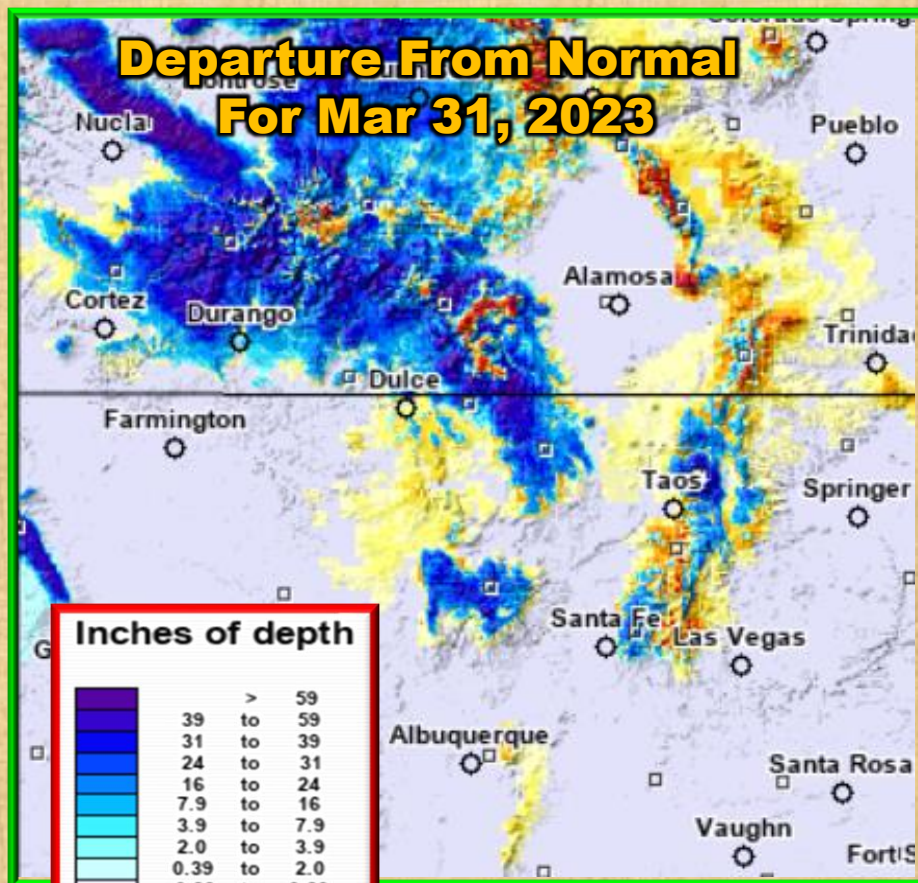 Departure From Normal
For Mar 31, 2023
Nucla
Pueblo
Alamosa
Cortez
Durango
Trinidad
Dulce
Farmington
Taos
Springer
Santa Fe
Las Vegas
Inches of depth
> 59
39 to 59
31 to 39
24 to 31
16 to 24
7.9 to 16
3.9 to 7.9
2.0 to 3.9
0.39 to 2.0
Albuquerque
Santa Rosa
Vaughn
Fort S